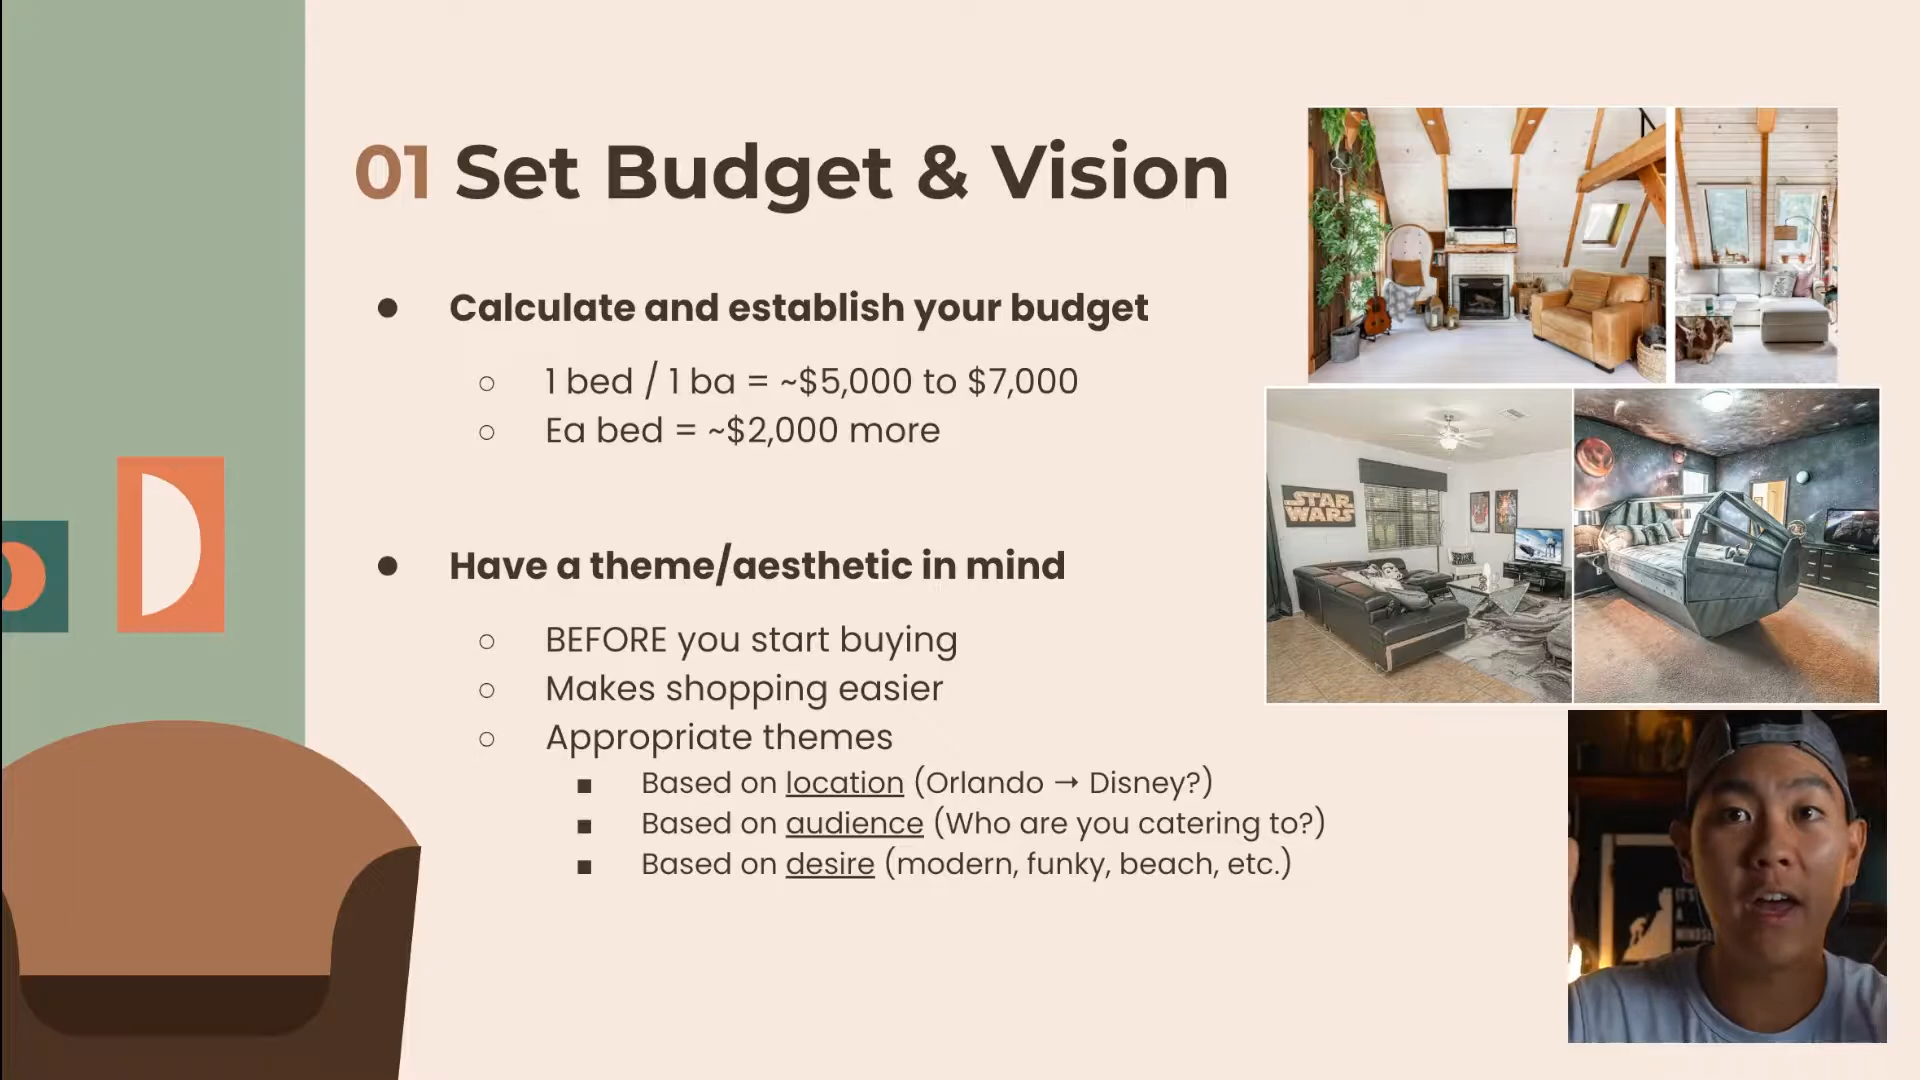 01 Set Budget & Vision
● Calculate and establish your budget
○ 1 bed / 1 ba = ~$5,000 to $7,000
○ Ea bed = ~$2,000 more
● Have a theme/aesthetic in mind
○ BEFORE you start buying
○ Makes shopping easier
○ Appropriate themes
■ Based on location (Orlando → Disney?)
■ Based on audience (Who are you catering to?)
■ Based on desire (modern, funky, beach, etc.)
STAR
WARS
IT'S
A